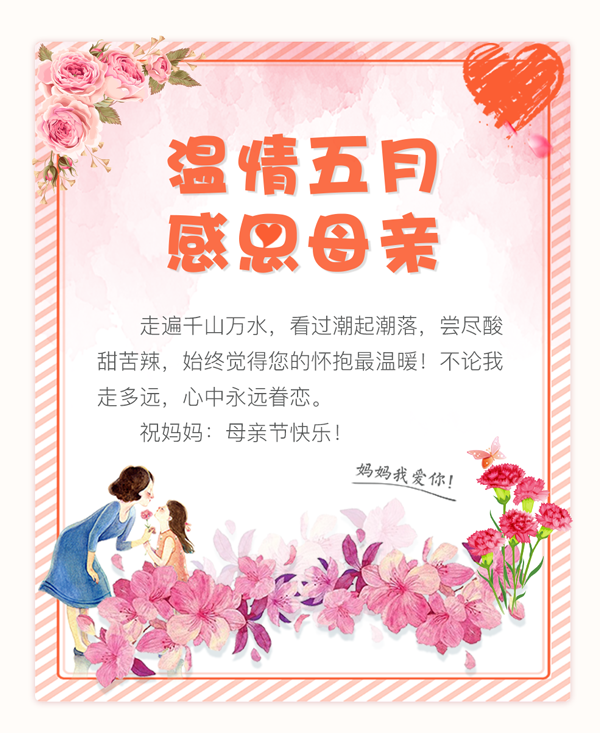 温情五月
感恩母亲
走遍千山万水，看过潮起潮落，尝尽酸
甜苦辣，始终觉得您的怀抱最温暖！不论我
走多远，心中永远眷恋。
祝妈妈：母亲节快乐！
妈妈我爱你！